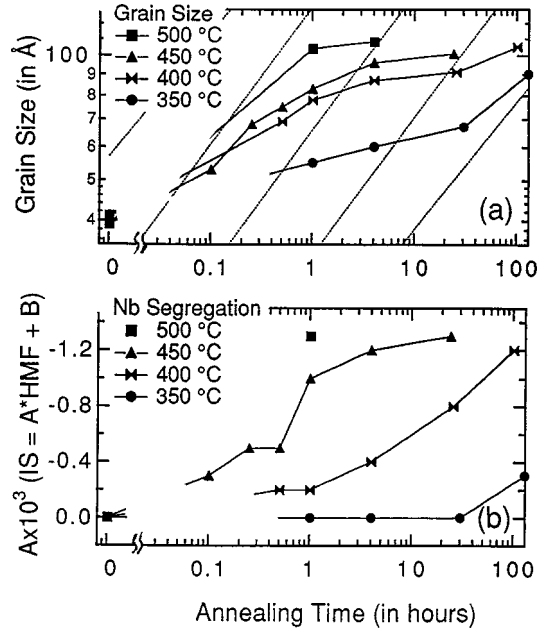 Grain Size
500 °C
450 °C
400 °C
350 °C
Grain Size (in Å)
100
9
8
7
6
5
4
0
0.1
1
10
100
(a)
Nb Segregation
500 °C
450 °C
400 °C
350 °C
Ax10³ (IS = A*HMF + B)
-1.2
-0.8
-0.4
0.0
0
0.1
1
10
100
(b)
Annealing Time (in hours)